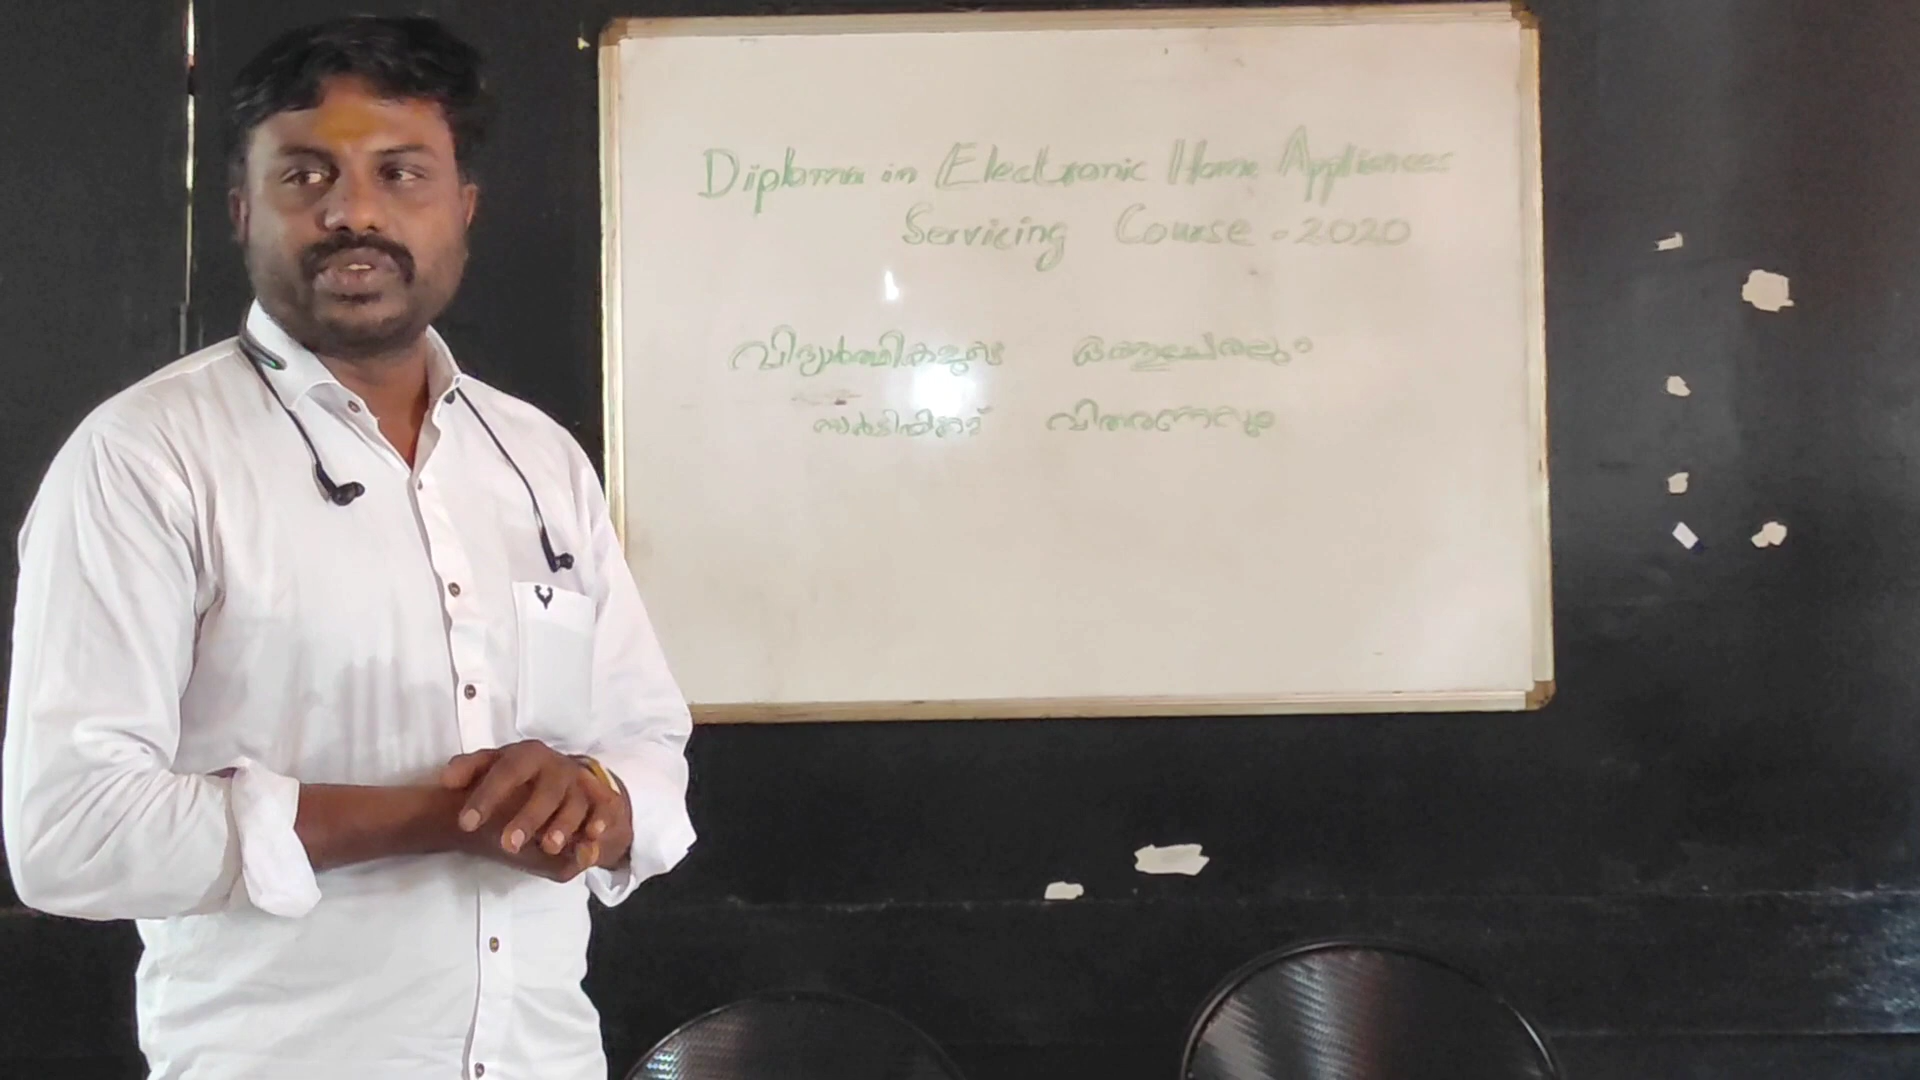 Diploma in Electronic Home Appliances
Servicing Course - 2020
വിദ്യാർത്ഥികളുടെ ഒത്തുചേരലും
സർട്ടിഫിക്കറ്റ് വിതരണവും